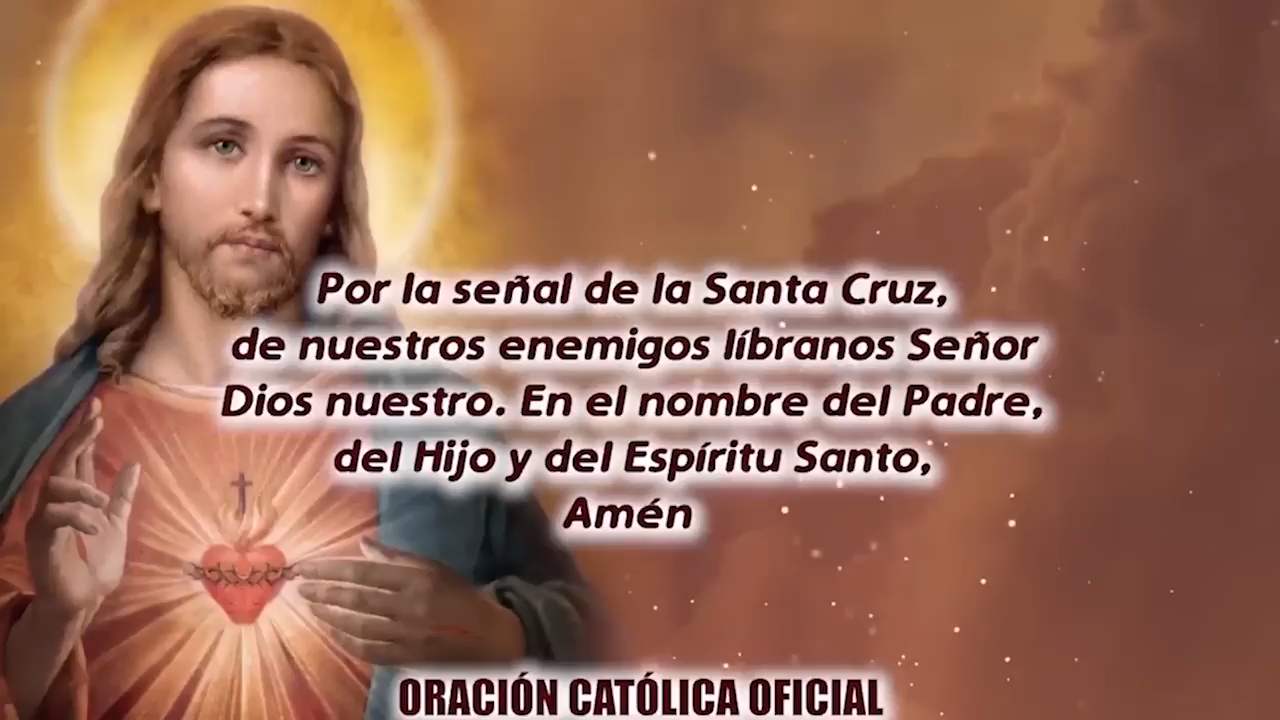 Por la señal de la Santa Cruz,
de nuestros enemigos líbranos Señor
Dios nuestro. En el nombre del Padre,
del Hijo y del Espíritu Santo,
Amén
ORACIÓN CATÓLICA OFICIAL